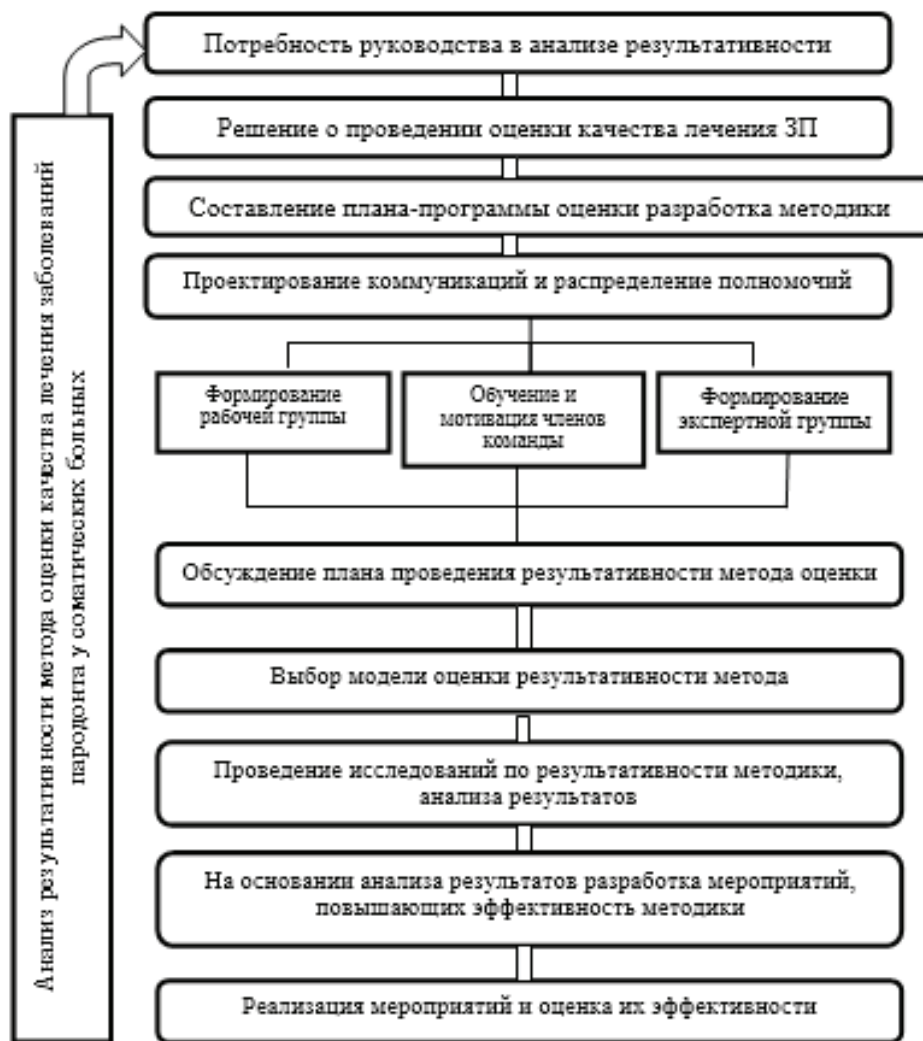 Анализ результативности метода оценки качества лечения заболеваний
пародонта у соматических больных
Потребность руководства в анализе результативности
Решение о проведении оценки качества лечения ЗП
Составление плана-программы оценки разработка методики
Проектирование коммуникаций и распределение полномочий
Формирование
рабочей группы
Обучение и
мотивация членов
команды
Формирование
экспертной группы
Обсуждение плана проведения результативности метода оценки
Выбор модели оценки результативности метода
Проведение исследований по результативности методики,
анализа результатов
На основании анализа результатов разработка мероприятий,
повышающих эффективность методики
Реализация мероприятий и оценка их эффективности